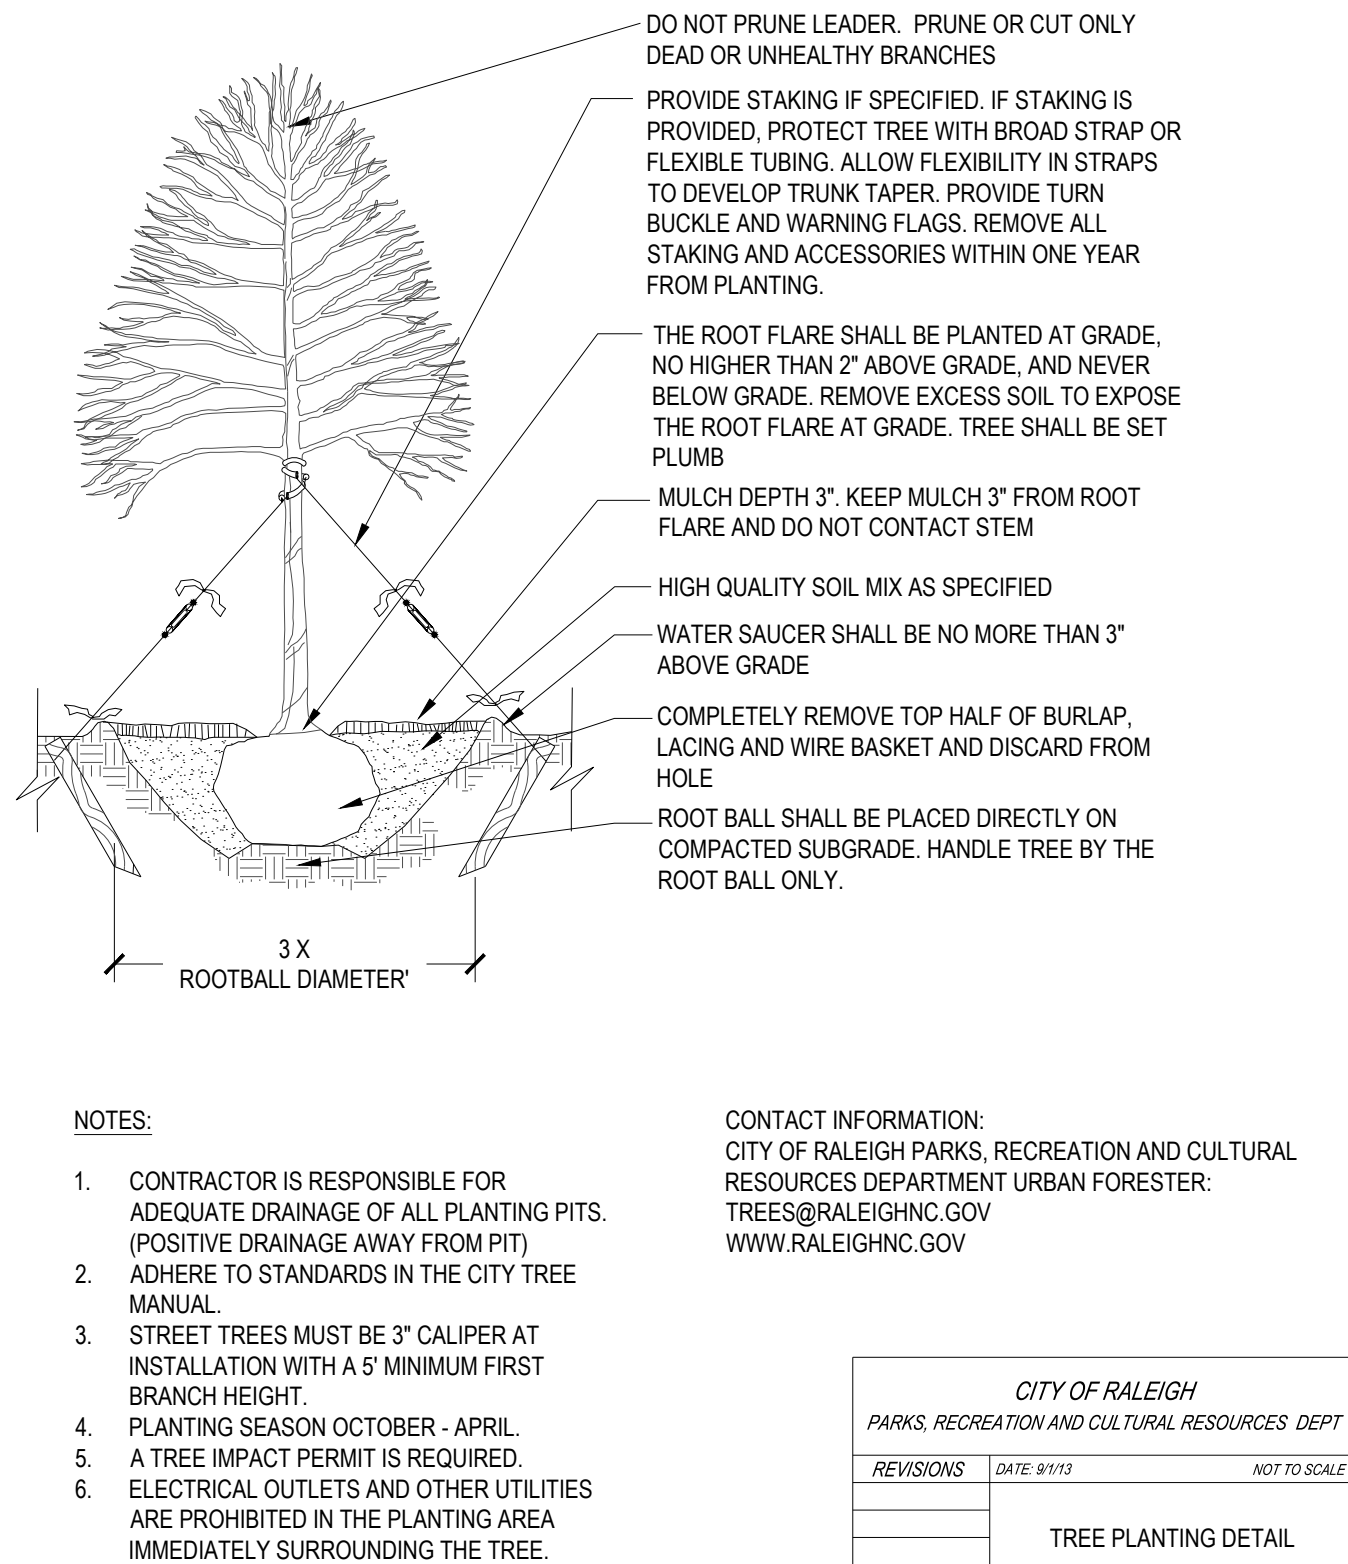 DO NOT PRUNE LEADER.  PRUNE OR CUT ONLY
DEAD OR UNHEALTHY BRANCHES
PROVIDE STAKING IF SPECIFIED. IF STAKING IS
PROVIDED, PROTECT TREE WITH BROAD STRAP OR
FLEXIBLE TUBING. ALLOW FLEXIBILITY IN STRAPS
TO DEVELOP TRUNK TAPER. PROVIDE TURN
BUCKLE AND WARNING FLAGS. REMOVE ALL
STAKING AND ACCESSORIES WITHIN ONE YEAR
FROM PLANTING.
THE ROOT FLARE SHALL BE PLANTED AT GRADE,
NO HIGHER THAN 2" ABOVE GRADE, AND NEVER
BELOW GRADE. REMOVE EXCESS SOIL TO EXPOSE
THE ROOT FLARE AT GRADE. TREE SHALL BE SET
PLUMB
MULCH DEPTH 3". KEEP MULCH 3" FROM ROOT
FLARE AND DO NOT CONTACT STEM
HIGH QUALITY SOIL MIX AS SPECIFIED
WATER SAUCER SHALL BE NO MORE THAN 3"
ABOVE GRADE
COMPLETELY REMOVE TOP HALF OF BURLAP,
LACING AND WIRE BASKET AND DISCARD FROM
HOLE
ROOT BALL SHALL BE PLACED DIRECTLY ON
COMPACTED SUBGRADE. HANDLE TREE BY THE
ROOT BALL ONLY.
3 X
ROOTBALL DIAMETER'
NOTES:
1. CONTRACTOR IS RESPONSIBLE FOR
ADEQUATE DRAINAGE OF ALL PLANTING PITS.
(POSITIVE DRAINAGE AWAY FROM PIT)
2. ADHERE TO STANDARDS IN THE CITY TREE
MANUAL.
3. STREET TREES MUST BE 3" CALIPER AT
INSTALLATION WITH A 5' MINIMUM FIRST
BRANCH HEIGHT.
4. PLANTING SEASON OCTOBER - APRIL.
5. A TREE IMPACT PERMIT IS REQUIRED.
6. ELECTRICAL OUTLETS AND OTHER UTILITIES
ARE PROHIBITED IN THE PLANTING AREA
IMMEDIATELY SURROUNDING THE TREE.
CONTACT INFORMATION:
CITY OF RALEIGH PARKS, RECREATION AND CULTURAL
RESOURCES DEPARTMENT URBAN FORESTER:
TREES@RALEIGHNC.GOV
WWW.RALEIGHNC.GOV
CITY OF RALEIGH
PARKS, RECREATION AND CULTURAL RESOURCES DEPT
REVISIONS DATE: 9/1/13 NOT TO SCALE
TREE PLANTING DETAIL